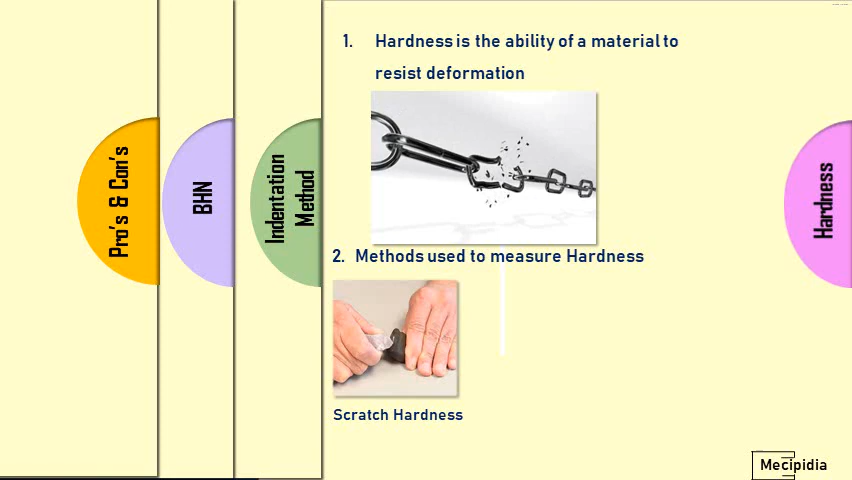 1. Hardness is the ability of a material to
resist deformation
2. Methods used to measure Hardness
Scratch Hardness
Pro's & Con's
BHN
Indentation
Method
Hardness
Mecipidia